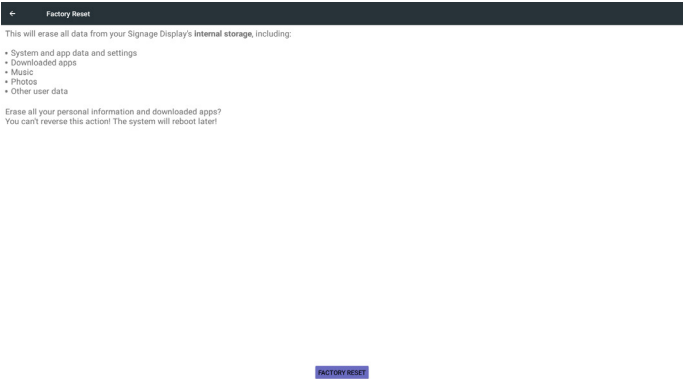 ← Factory Reset
This will erase all data from your Signage Display's internal storage, including:
• System and app data and settings
• Downloaded apps
• Music
• Photos
• Other user data
Erase all your personal information and downloaded apps?
You can't reverse this action! The system will reboot later!
FACTORY RESET